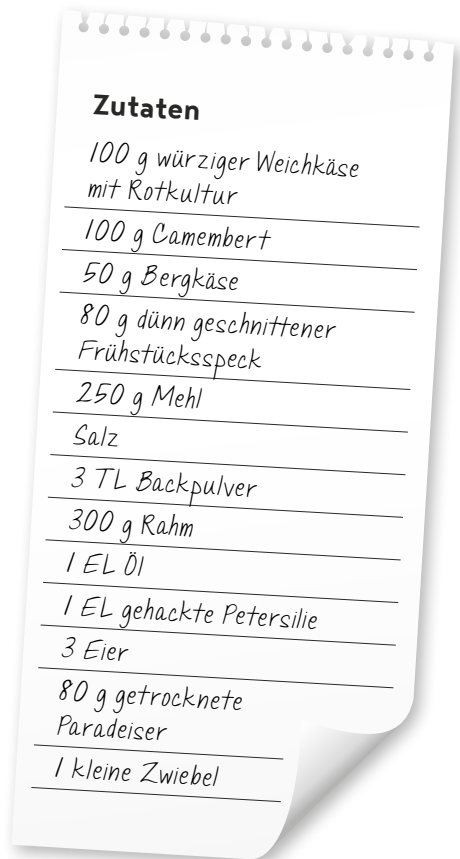 Zutaten
100 g würziger Weichkäse
mit Rotkultur
100 g Camembert
50 g Bergkäse
80 g dünn geschnittener
Frühstücksspeck
250 g Mehl
Salz
3 TL Backpulver
300 g Rahm
1 EL Öl
1 EL gehackte Petersilie
3 Eier
80 g getrocknete
Paradeiser
1 kleine Zwiebel